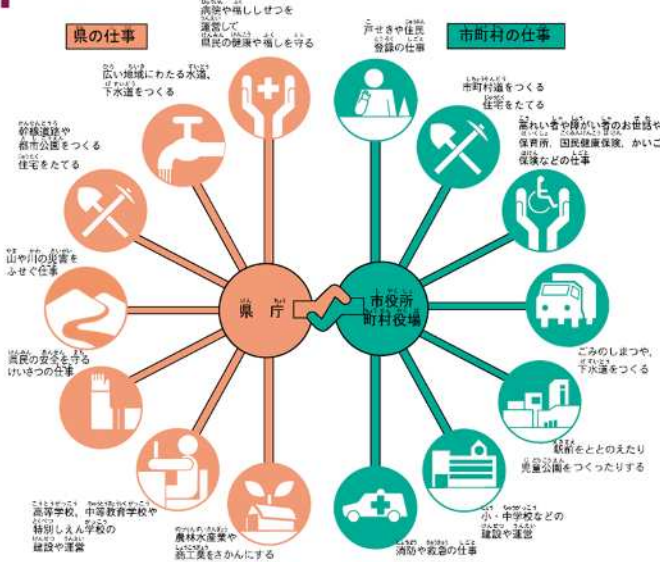 県の仕事
病院や福しせつを
運営して
県民の健康や福しを守る
広い地域にわたる水道、
下水道をつくる
幹線道路や
都市公園をつくる
住宅をたてる
山や川の災害を
ふせぐ仕事
県民の安全を守る
けいさつの仕事
高等学校、中等教育学校や
特別しえん学校の
建設や運営
農林水産業や
商工業をさかんにする
県庁
市役所
町村役場
市町村の仕事
戸せきや住民
登録の仕事
市町村道をつくる
住宅をたてる
高れい者や障がい者のお世話や
保育所、国民健康保険、かいご
保険などの仕事
ごみのしまつや、
下水道をつくる
駅前をととのえたり
児童公園をつくったりする
小・中学校などの
建設や運営
消防や救急の仕事